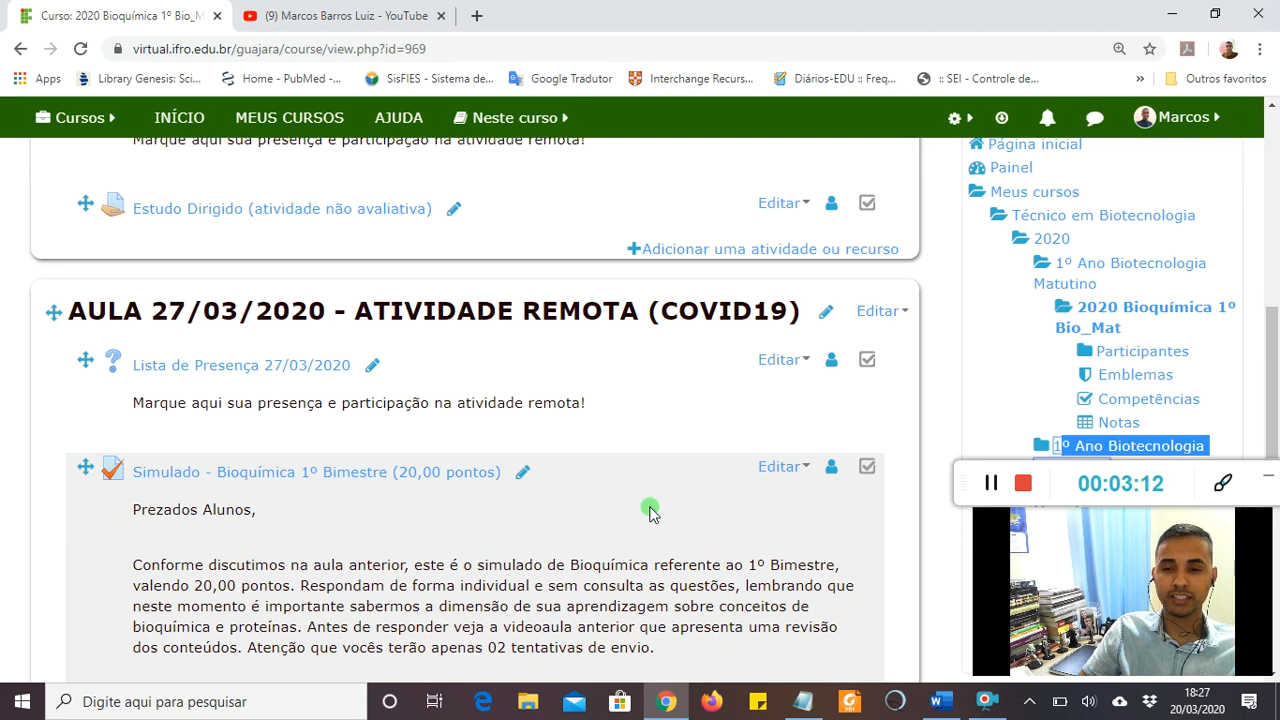 Curso: 2020 Bioquímica 1º Bio_M
(9) Marcos Barros Luiz - YouTube
virtual.ifro.edu.br/guajara/course/view.php?id=969
Apps
Library Genesis: Sci...
Home - PubMed -...
SisFIES - Sistema de...
Google Tradutor
Interchange Recurs...
Diários-EDU :: Freq...
:: SEI - Controle de...
»
Outros favoritos
Cursos
INÍCIO
MEUS CURSOS
AJUDA
Neste curso
Marcos
Marque aqui sua presença e participação na atividade remota!
Estudo Dirigido (atividade não avaliativa)
Editar
Adicionar uma atividade ou recurso
AULA 27/03/2020 - ATIVIDADE REMOTA (COVID19)
Editar
Lista de Presença 27/03/2020
Editar
Marque aqui sua presença e participação na atividade remota!
Simulado - Bioquímica 1º Bimestre (20,00 pontos)
Editar
Prezados Alunos,
Conforme discutimos na aula anterior, este é o simulado de Bioquímica referente ao 1º Bimestre,
valendo 20,00 pontos. Respondam de forma individual e sem consulta as questões, lembrando que
neste momento é importante sabermos a dimensão de sua aprendizagem sobre conceitos de
bioquímica e proteínas. Antes de responder veja a videoaula anterior que apresenta uma revisão
dos conteúdos. Atenção que vocês terão apenas 02 tentativas de envio.
Página inicial
Painel
Meus cursos
Técnico em Biotecnologia
2020
1º Ano Biotecnologia
Matutino
2020 Bioquímica 1º
Bio_Mat
Participantes
Emblemas
Competências
Notas
1º Ano Biotecnologia
00:03:12
Digite aqui para pesquisar
18:27
20/03/2020